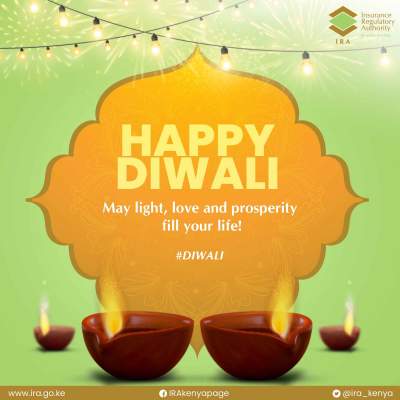 Insurance
Regulatory
Authority
IRA
HAPPY
DIWALI
May light, love and prosperity
fill your life!
#DIWALI
www.ira.go.ke
IRAkenyapage
@ira_kenya